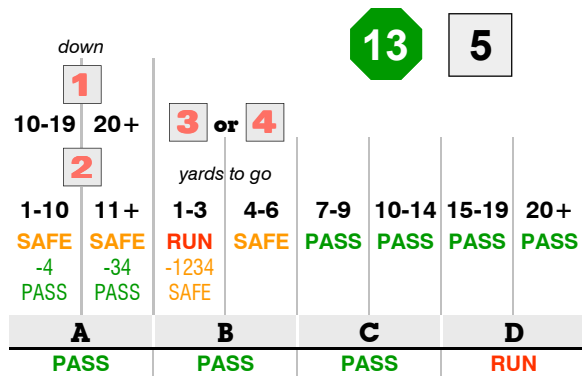 13 5
down
1
10-19 20+ 3 or 4
2 yards to go
1-10 11+ 1-3 4-6 7-9 10-14 15-19 20+
SAFE SAFE RUN SAFE PASS PASS PASS PASS
-4 -34 -1234
PASS PASS SAFE
A B C D
PASS PASS PASS RUN